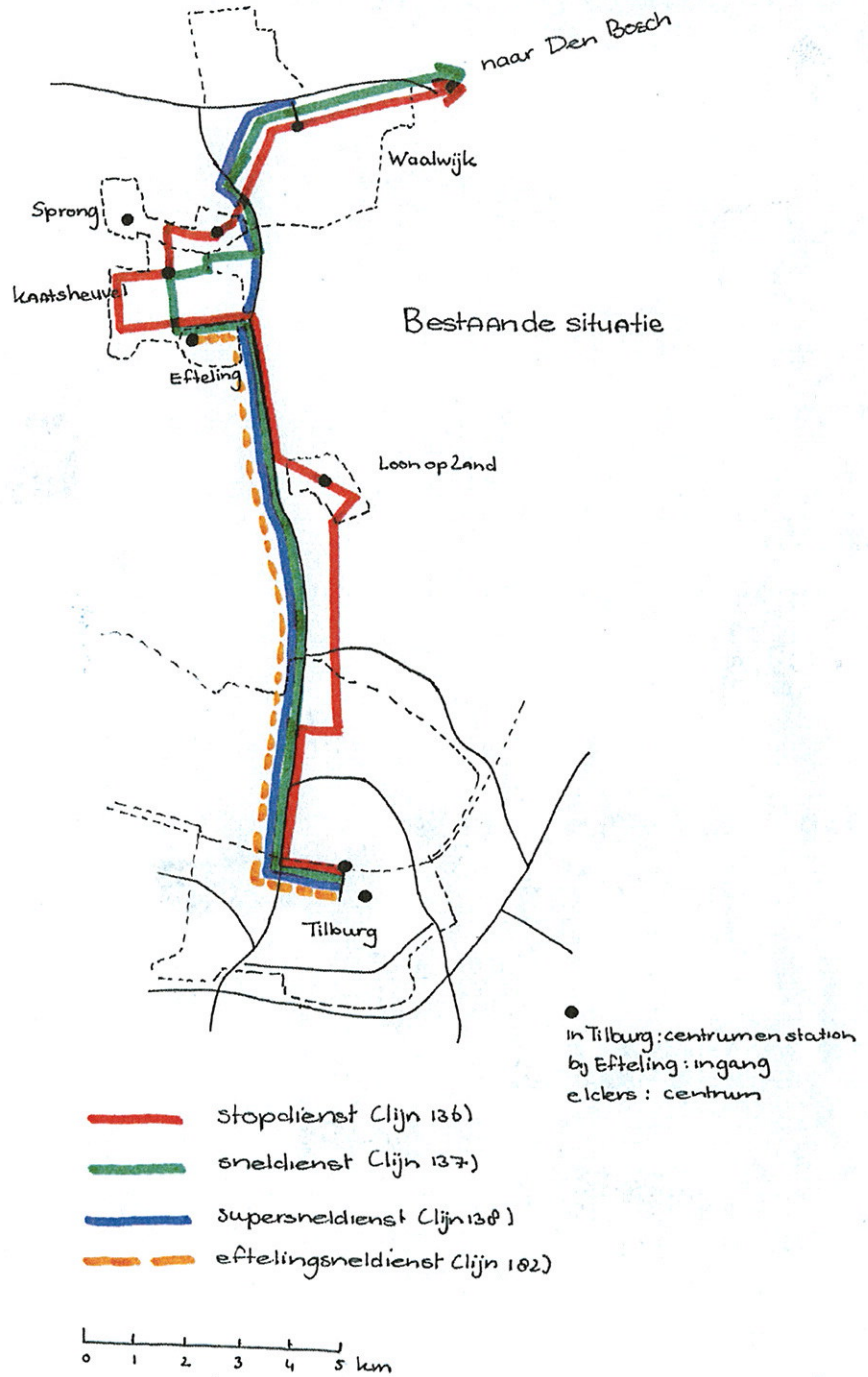 naar Den Bosch
Waalwijk
Sprong
Kaatsheuvel
Bestaande situatie
Efteling
Loon op Zand
Tilburg
in Tilburg: centrum en station
bij Efteling: ingang
elders: centrum
stopdienst (lijn 136)
sneldienst (lijn 137)
supersneldienst (lijn 138)
eftelingsneldienst (lijn 182)
0 1 2 3 4 5 km